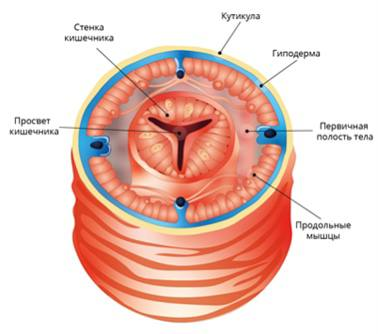 Кутикула
Стенка
кишечника
Гиподерма
Просвет
кишечника
Первичная
полость тела
Продольные
мышцы